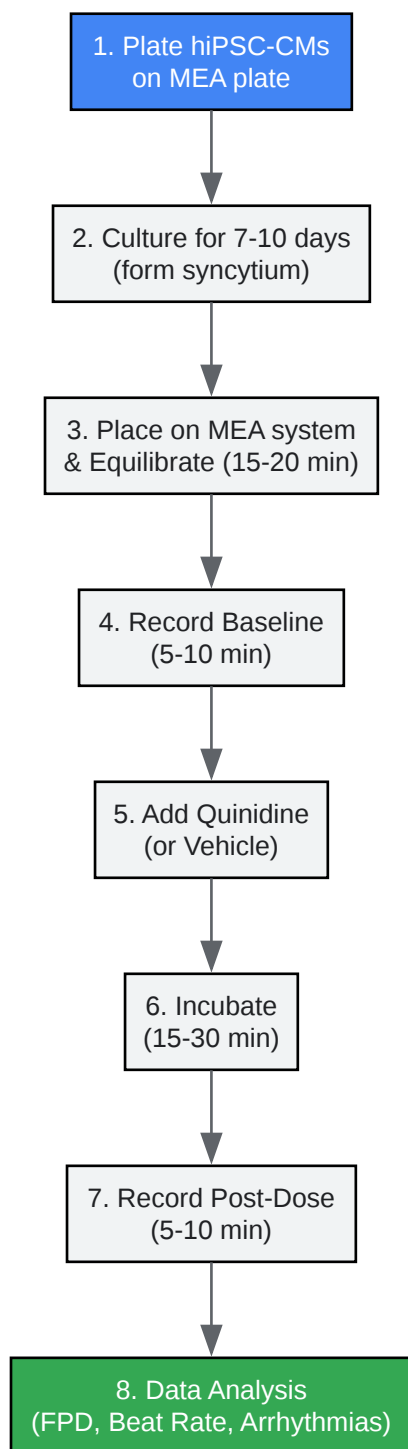 1. Plate hiPSC-CMs
on MEA plate
2. Culture for 7-10 days
(form syncytium)
3. Place on MEA system
& Equilibrate (15-20 min)
4. Record Baseline
(5-10 min)
5. Add Quinidine
(or Vehicle)
6. Incubate
(15-30 min)
7. Record Post-Dose
(5-10 min)
8. Data Analysis
(FPD, Beat Rate, Arrhythmias)